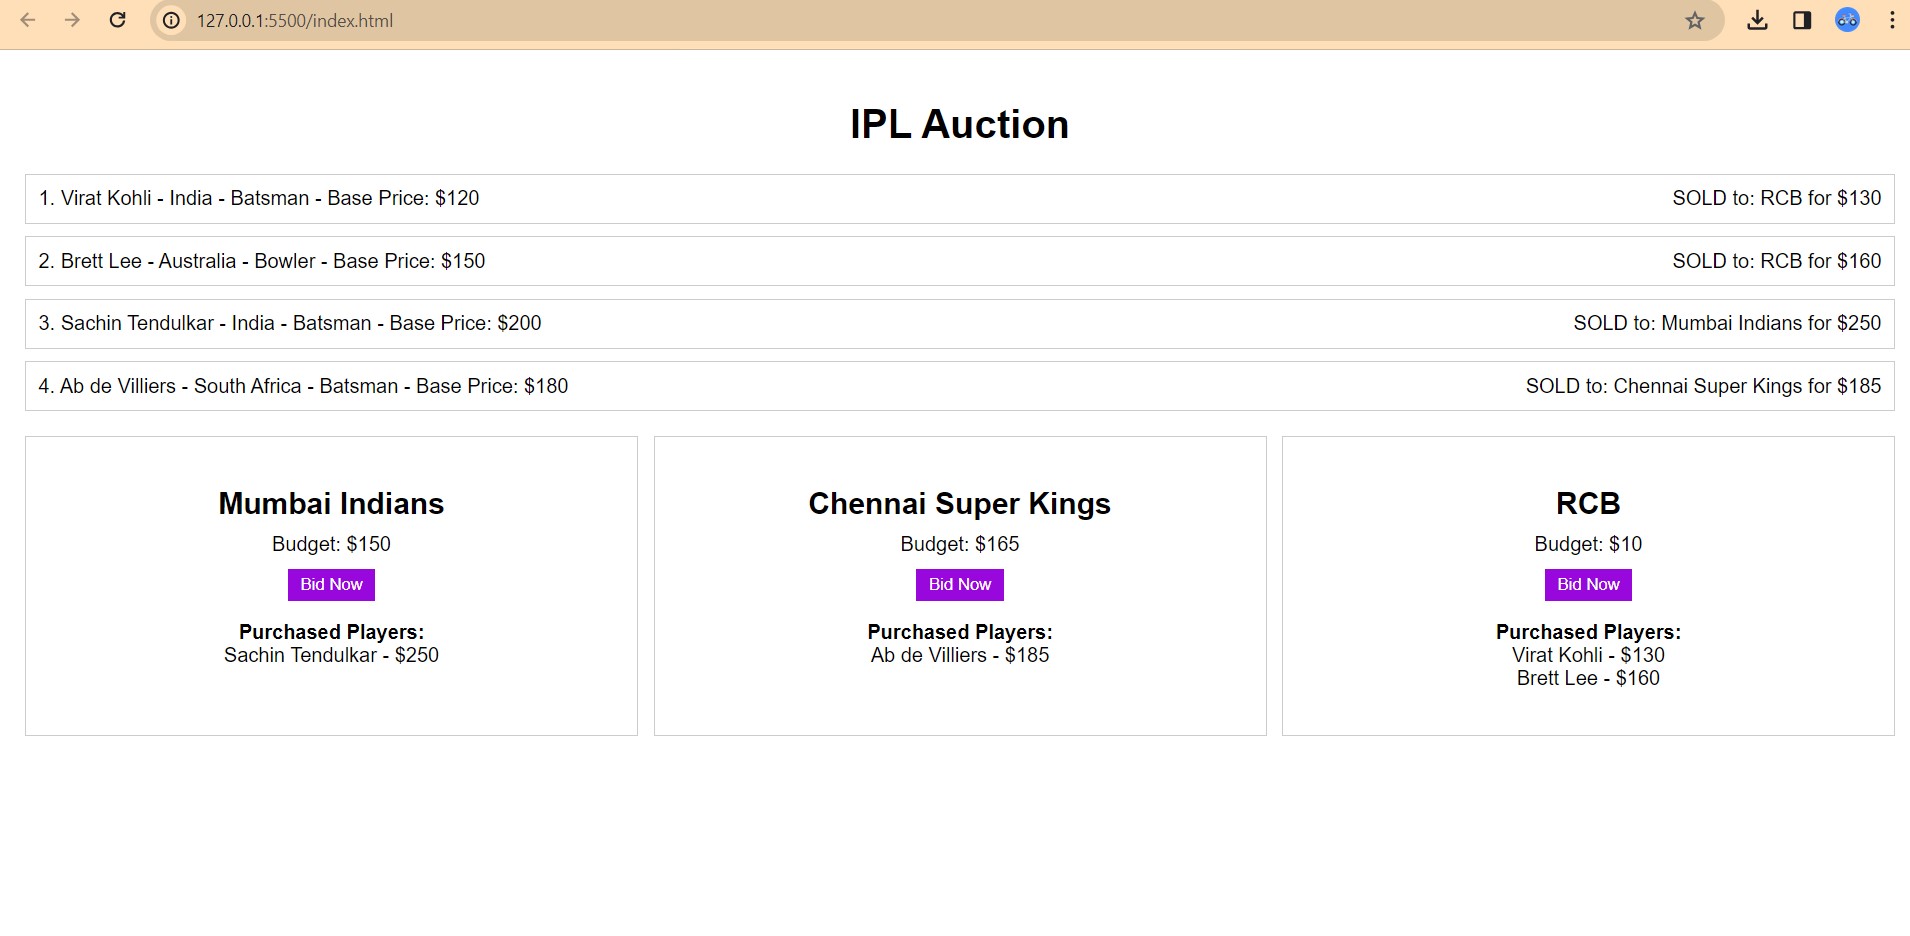 127.0.0.1:5500/index.html
IPL Auction
1. Virat Kohli - India - Batsman - Base Price: $120 SOLD to: RCB for $130
2. Brett Lee - Australia - Bowler - Base Price: $150 SOLD to: RCB for $160
3. Sachin Tendulkar - India - Batsman - Base Price: $200 SOLD to: Mumbai Indians for $250
4. Ab de Villiers - South Africa - Batsman - Base Price: $180 SOLD to: Chennai Super Kings for $185
Mumbai Indians
Budget: $150
Bid Now
Purchased Players:
Sachin Tendulkar - $250
Chennai Super Kings
Budget: $165
Bid Now
Purchased Players:
Ab de Villiers - $185
RCB
Budget: $10
Bid Now
Purchased Players:
Virat Kohli - $130
Brett Lee - $160